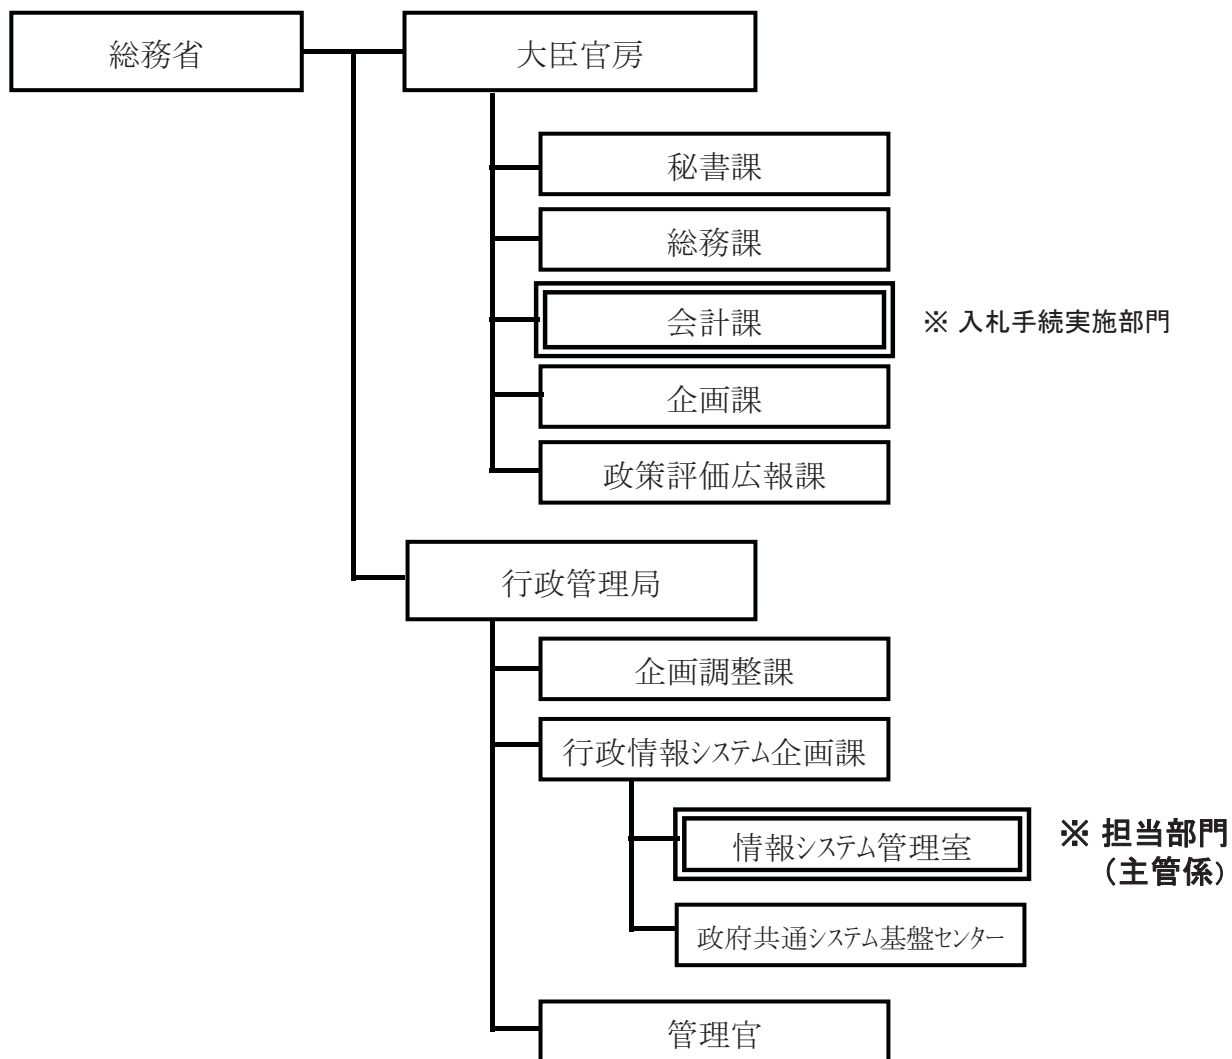 総務省
大臣官房
秘書課
総務課
会計課
※ 入札手続実施部門
企画課
政策評価広報課
行政管理局
企画調整課
行政情報システム企画課
情報システム管理室
※ 担当部門
（主管係）
政府共通システム基盤センター
管理官